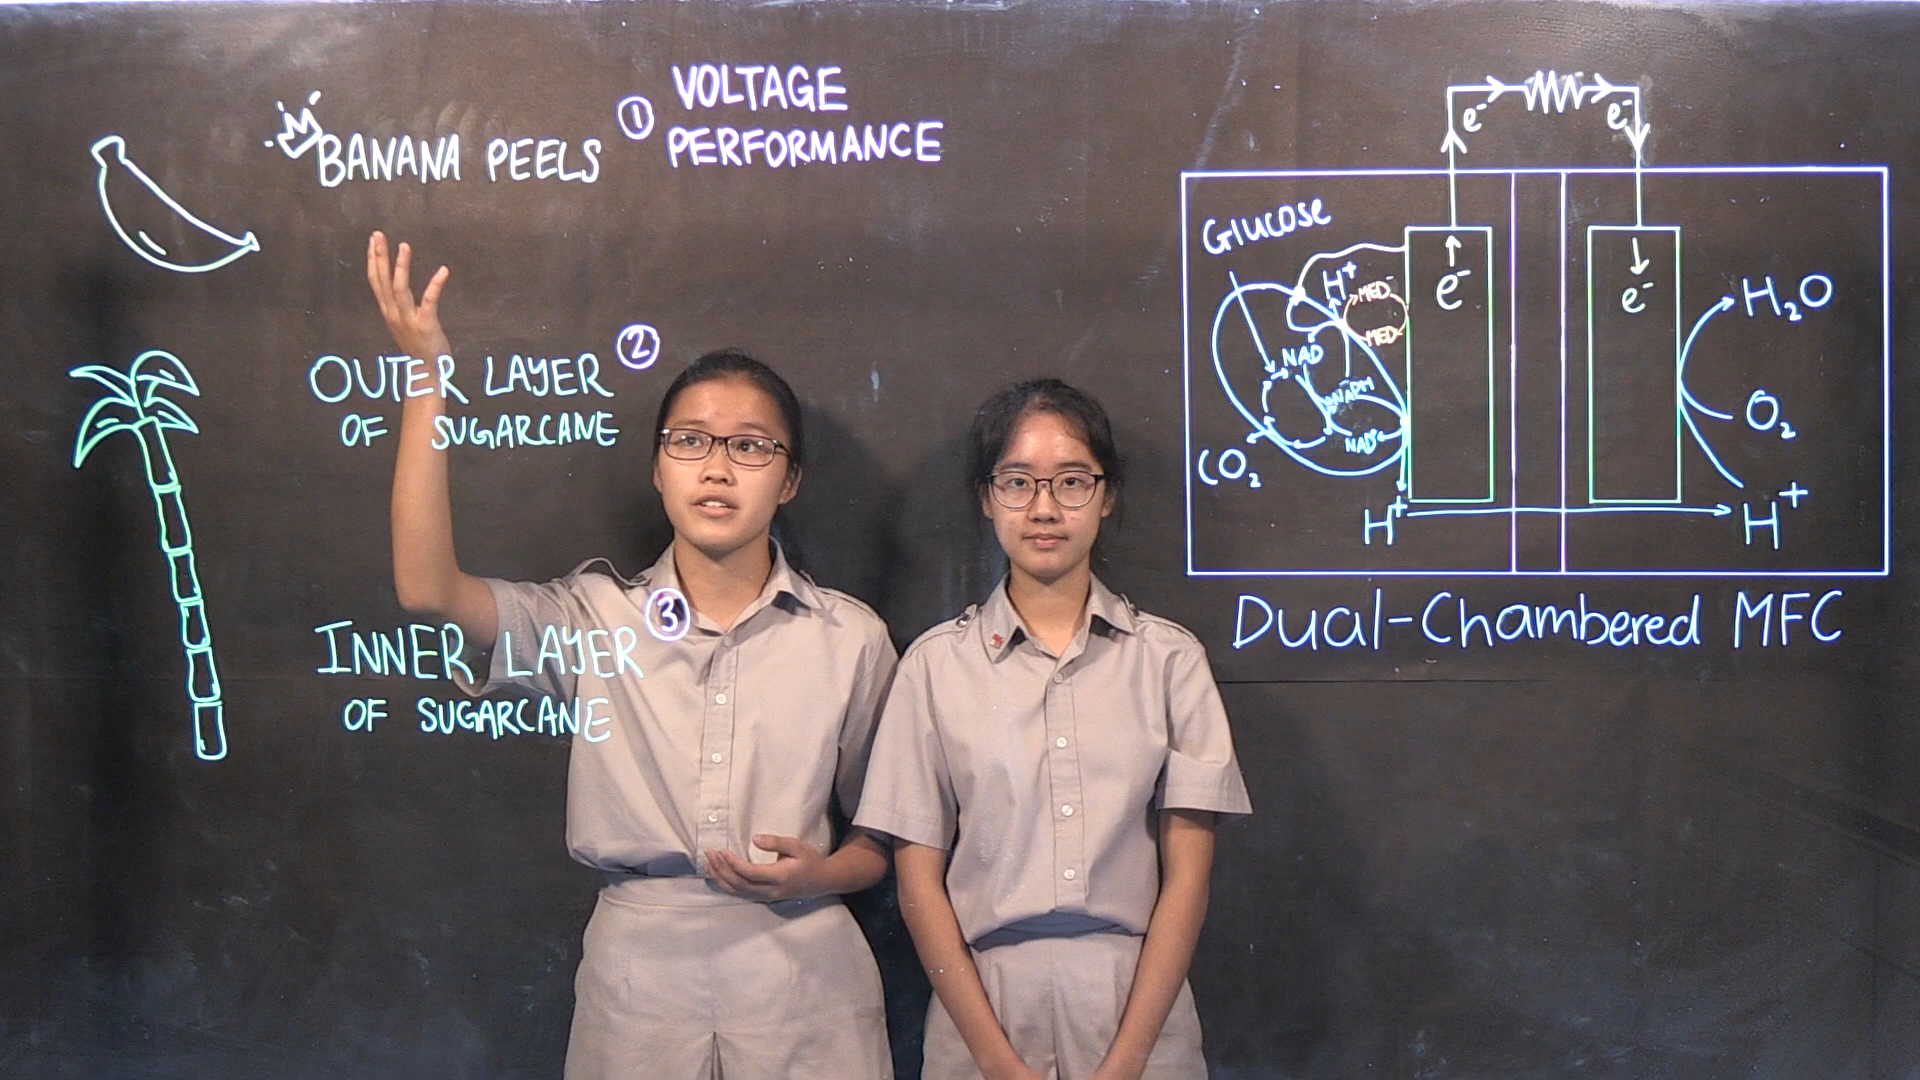 BANANA PEELS
① VOLTAGE
PERFORMANCE
OUTER LAYER ②
OF SUGARCANE
INNER LAYER ③
OF SUGARCANE
e⁻
e⁻
Glucose
H⁺
MED⁻
MED
NAD
NAD⁺
CO₂
H⁺
e⁻
e⁻
H₂O
O₂
H⁺
Dual-Chambered MFC